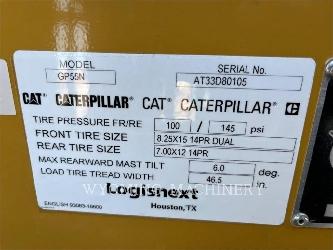 MODEL SERIAL No.
GP55N AT33D80105
CAT CATERPILLAR CAT CATERPILLAR C
TIRE PRESSURE FR/RE 100 / 145 psi
FRONT TIRE SIZE 8.25X15 14PR DUAL
REAR TIRE SIZE 7.00X12 14PR
MAX REARWARD MAST TILT 6.0 deg.
LOAD TIRE TREAD WIDTH 46.5 in.
Logisnext
Houston, TX
ENGLISH